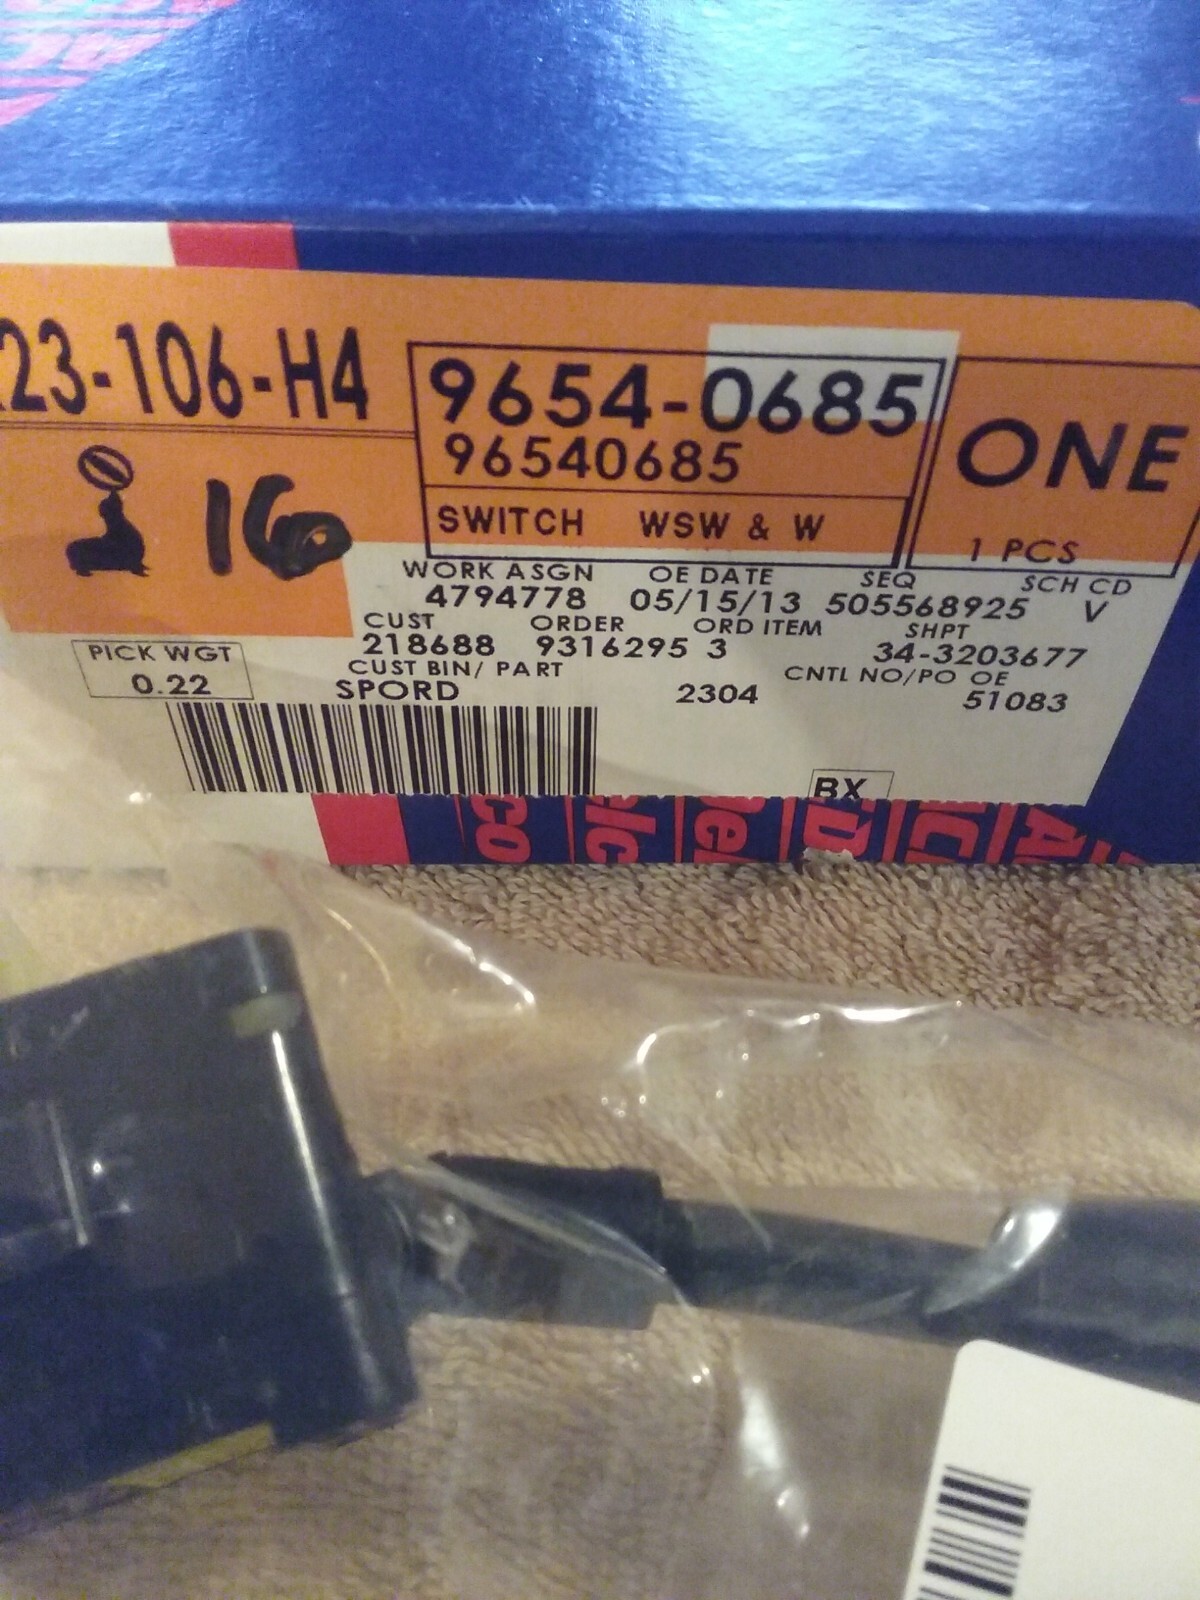 23-106-H4
9654-0685
96540685
ONE
16
SWITCH WSW & W
1 PCS
WORK ASGN OE DATE SEQ SCH CD
4794778 05/15/13 505568925 V
CUST ORDER ORD ITEM SHPT
218688 9316295 3 34-3203677
PICK WGT
0.22
CUST BIN/ PART CNTL NO/PO OE
SPORD 2304 51083
BX